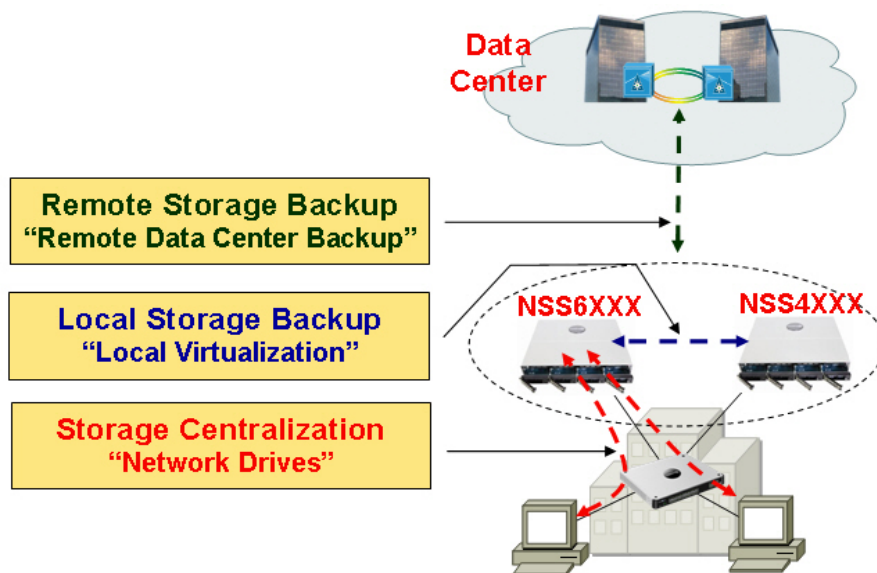 Data
Center
Remote Storage Backup
“Remote Data Center Backup”
NSS6XXX
NSS4XXX
Local Storage Backup
“Local Virtualization”
Storage Centralization
“Network Drives”